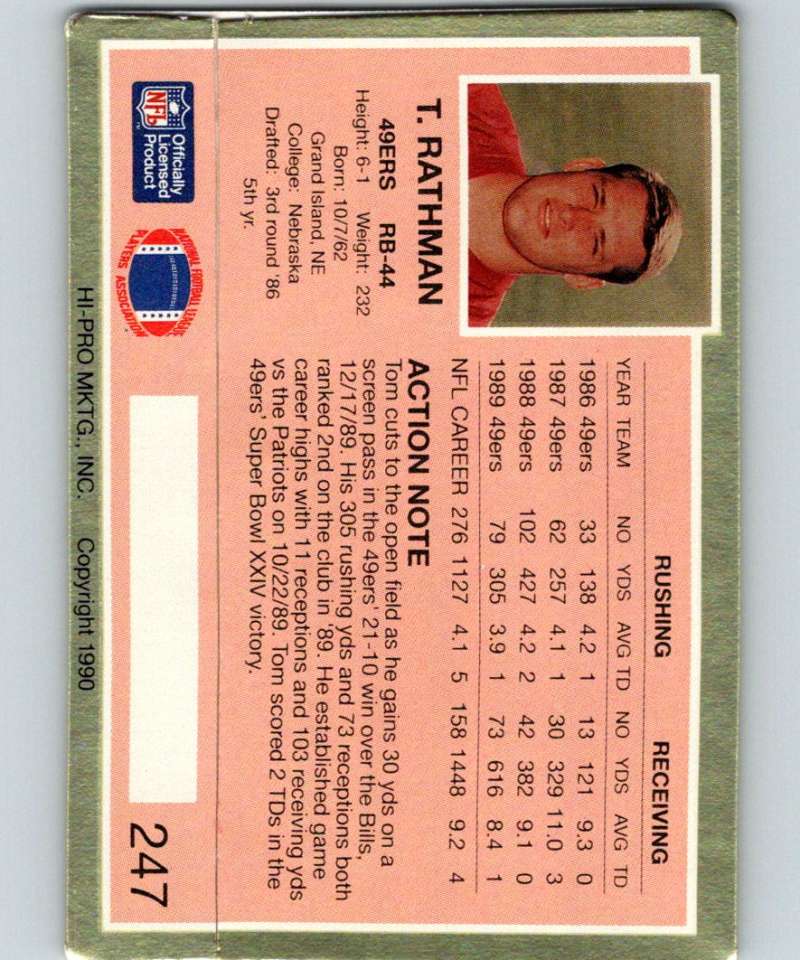 T. RATHMAN
49ERS RB-44
Height: 6-1 Weight: 232
Born: 10/7/62
Grand Island, NE
College: Nebraska
Drafted: 3rd round '86
5th yr.
RUSHING RECEIVING
YEAR TEAM NO YDS AVG TD NO YDS AVG TD
1986 49ers 33 138 4.2 1 13 121 9.3 0
1987 49ers 62 257 4.1 1 30 329 11.0 3
1988 49ers 102 427 4.2 2 42 382 9.1 0
1989 49ers 79 305 3.9 1 73 616 8.4 1
NFL CAREER 276 1127 4.1 5 158 1448 9.2 4
ACTION NOTE
Tom cuts to the open field as he gains 30 yds on a
screen pass in the 49ers' 21-10 win over the Bills,
12/17/89. His 305 rushing yds and 73 receptions both
ranked 2nd on the club in '89. He established game
career highs with 11 receptions and 103 receiving yds
vs the Patriots on 10/22/89. Tom scored 2 TDs in the
49ers' Super Bowl XXIV victory.
NFL
TM
Officially
Licensed
Product
NATIONAL FOOTBALL LEAGUE
PLAYERS ASSOCIATION
247
HI-PRO MKTG., INC. Copyright 1990